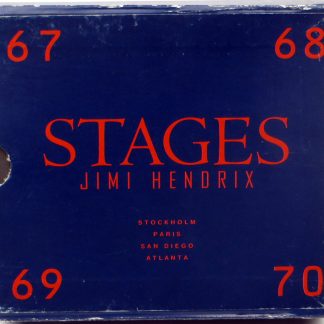 67 68
STAGES
JIMI HENDRIX
STOCKHOLM
PARIS
SAN DIEGO
ATLANTA
69 70